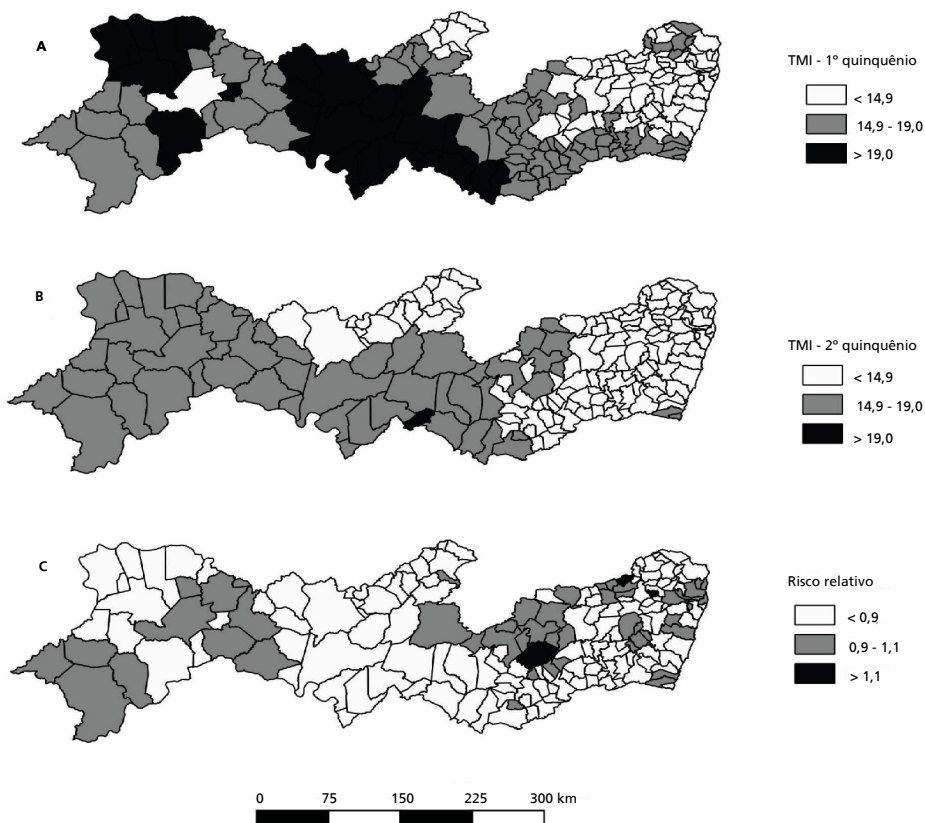 A
TMI - 1º quinquênio
< 14,9
14,9 - 19,0
> 19,0
B
TMI - 2º quinquênio
< 14,9
14,9 - 19,0
> 19,0
C
Risco relativo
< 0,9
0,9 - 1,1
> 1,1
0 75 150 225 300 km